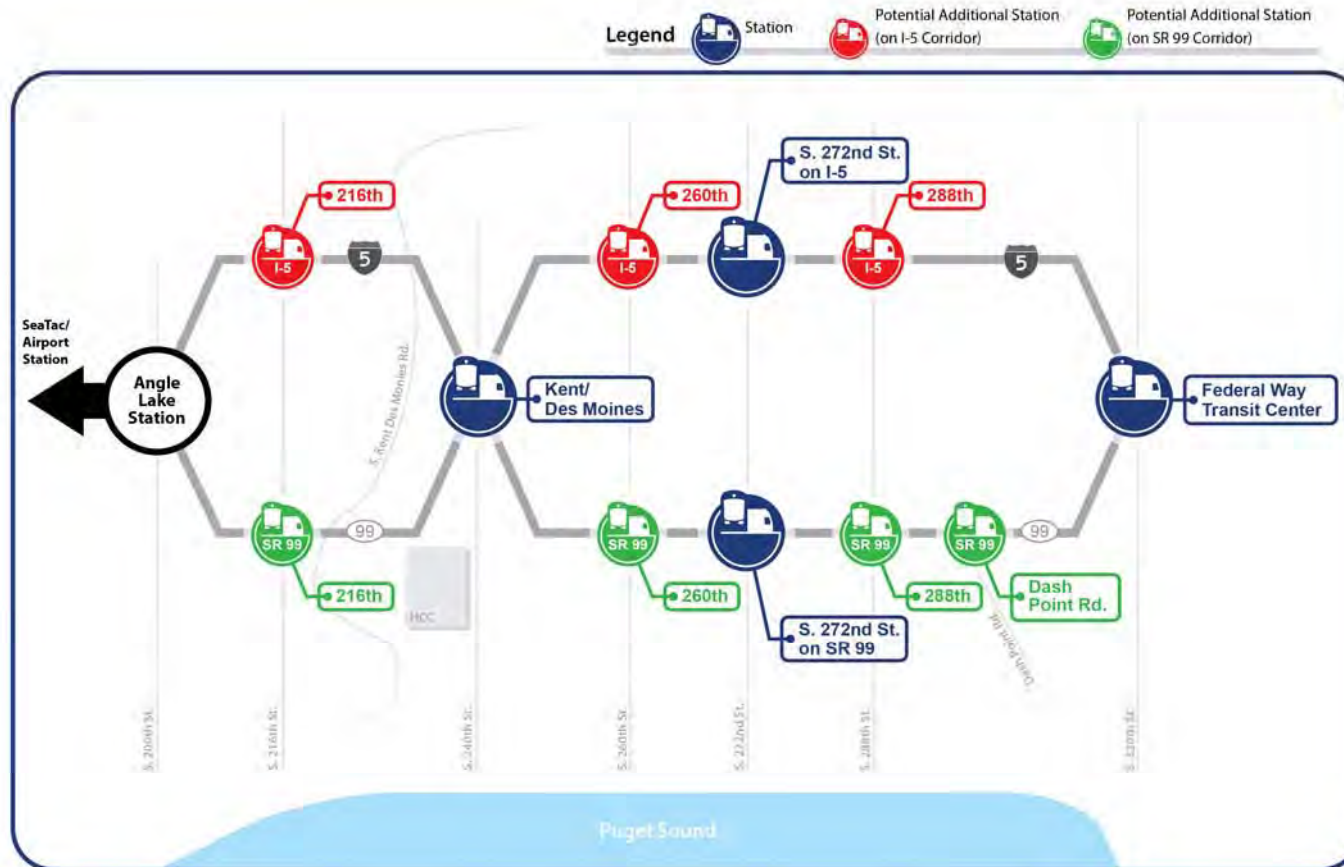 Legend
Station
Potential Additional Station
(on I-5 Corridor)
Potential Additional Station
(on SR 99 Corridor)
S. 272nd St.
on I-5
216th
260th
288th
I-5
5
I-5
I-5
5
SeaTac/
Airport
Station
Angle
Lake
Station
S. Kent Des Monies Rd.
Kent/
Des Moines
Federal Way
Transit Center
SR 99
99
SR 99
SR 99
SR 99
99
216th
HCC
260th
S. 272nd St.
on SR 99
288th
Dash
Point Rd.
Dash Point Rd
S. 200th St.
S. 216th St.
S. 240th St.
S. 260th St.
S. 272nd St.
S. 288th St.
S. 320th St.
Puget Sound